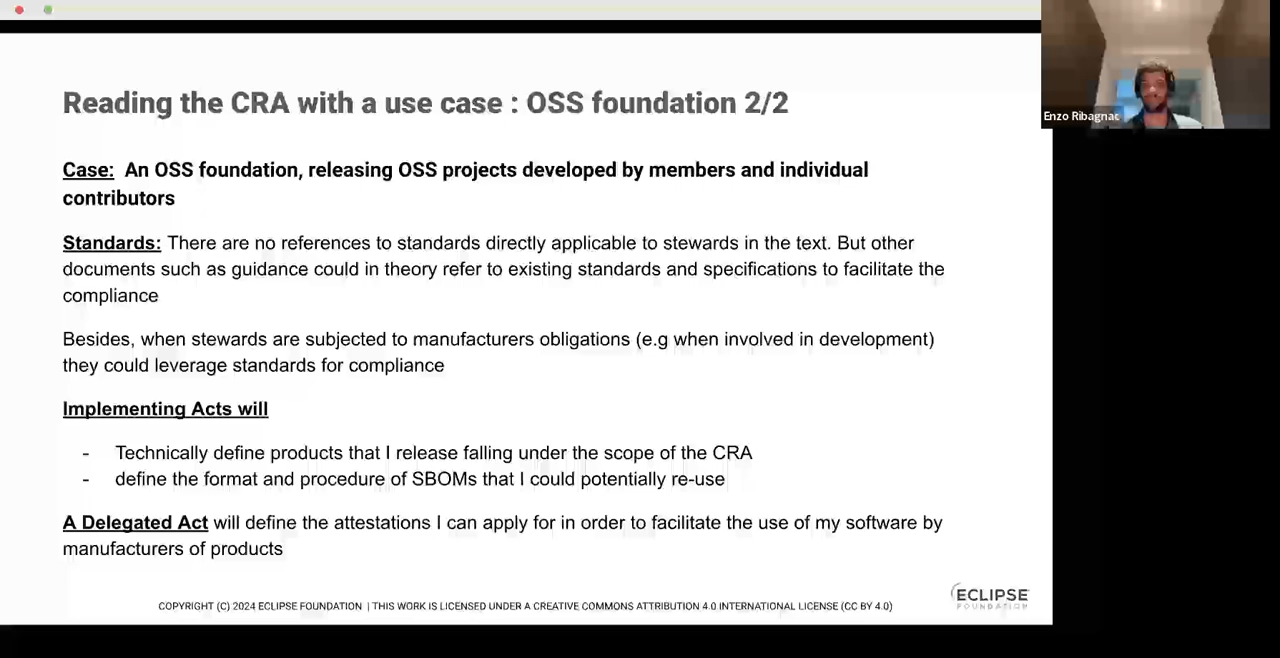 Reading the CRA with a use case : OSS foundation 2/2
Enzo Ribagnac
Case: An OSS foundation, releasing OSS projects developed by members and individual
contributors
Standards: There are no references to standards directly applicable to stewards in the text. But other
documents such as guidance could in theory refer to existing standards and specifications to facilitate the
compliance
Besides, when stewards are subjected to manufacturers obligations (e.g when involved in development)
they could leverage standards for compliance
Implementing Acts will
- Technically define products that I release falling under the scope of the CRA
- define the format and procedure of SBOMs that I could potentially re-use
A Delegated Act will define the attestations I can apply for in order to facilitate the use of my software by
manufacturers of products
COPYRIGHT (C) 2024 ECLIPSE FOUNDATION | THIS WORK IS LICENSED UNDER A CREATIVE COMMONS ATTRIBUTION 4.0 INTERNATIONAL LICENSE (CC BY 4.0)
ECLIPSE
FOUNDATION